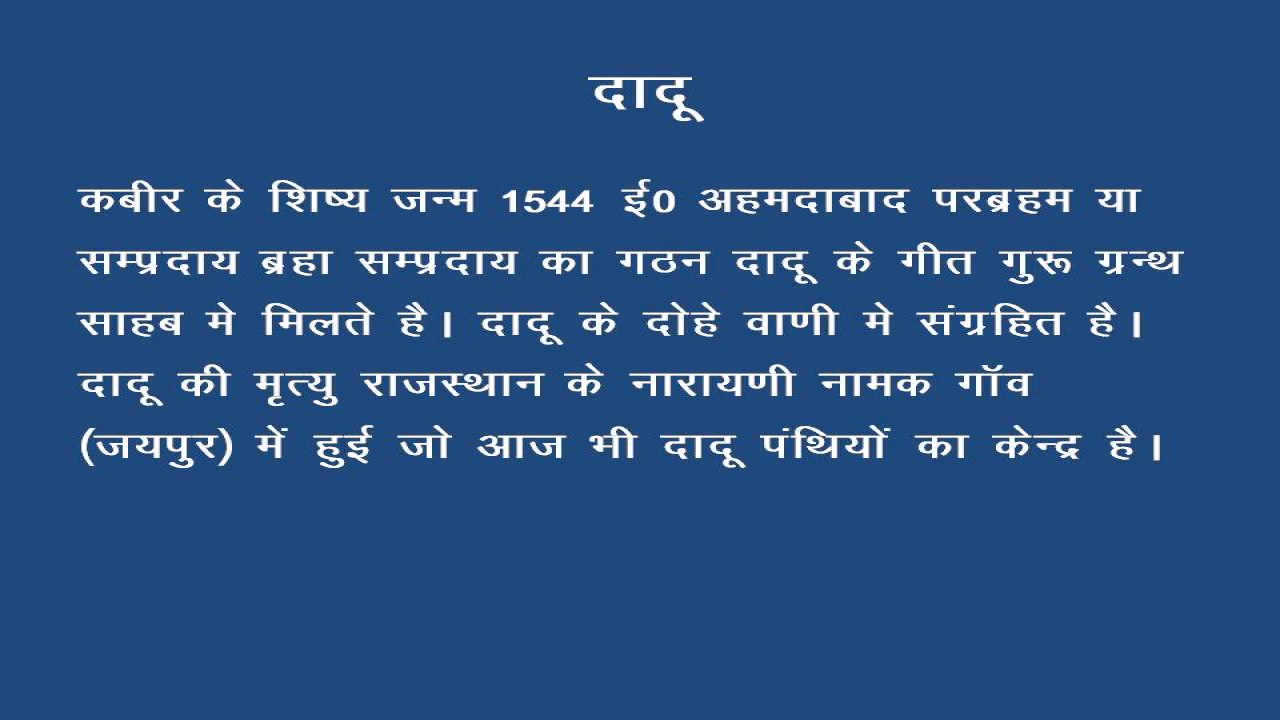 दादू
कबीर के शिष्य जन्म 1544 ई0 अहमदाबाद परब्रहम या
सम्प्रदाय ब्रहा सम्प्रदाय का गठन दादू के गीत गुरू ग्रन्थ
साहब मे मिलते है। दादू के दोहे वाणी मे संग्रहित है।
दादू की मृत्यु राजस्थान के नारायणी नामक गॉव
(जयपुर) में हुई जो आज भी दादू पंथियों का केन्द्र है।